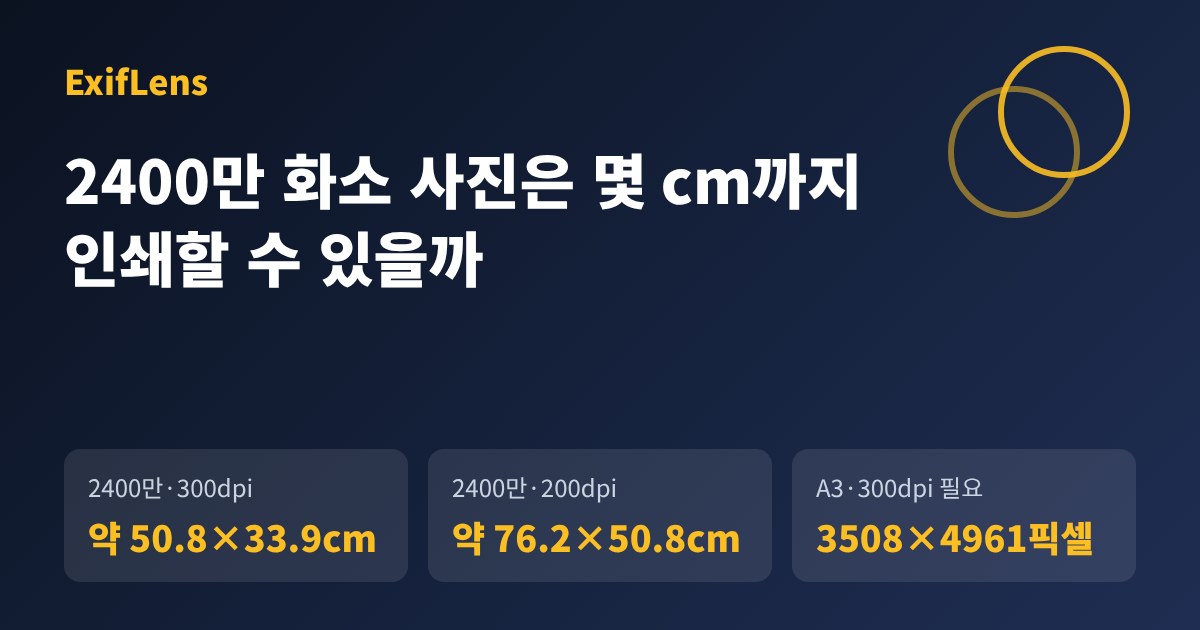 ExifLens
2400만 화소 사진은 몇 cm까지
인쇄할 수 있을까
2400만·300dpi
약 50.8×33.9cm
2400만·200dpi
약 76.2×50.8cm
A3·300dpi 필요
3508×4961픽셀